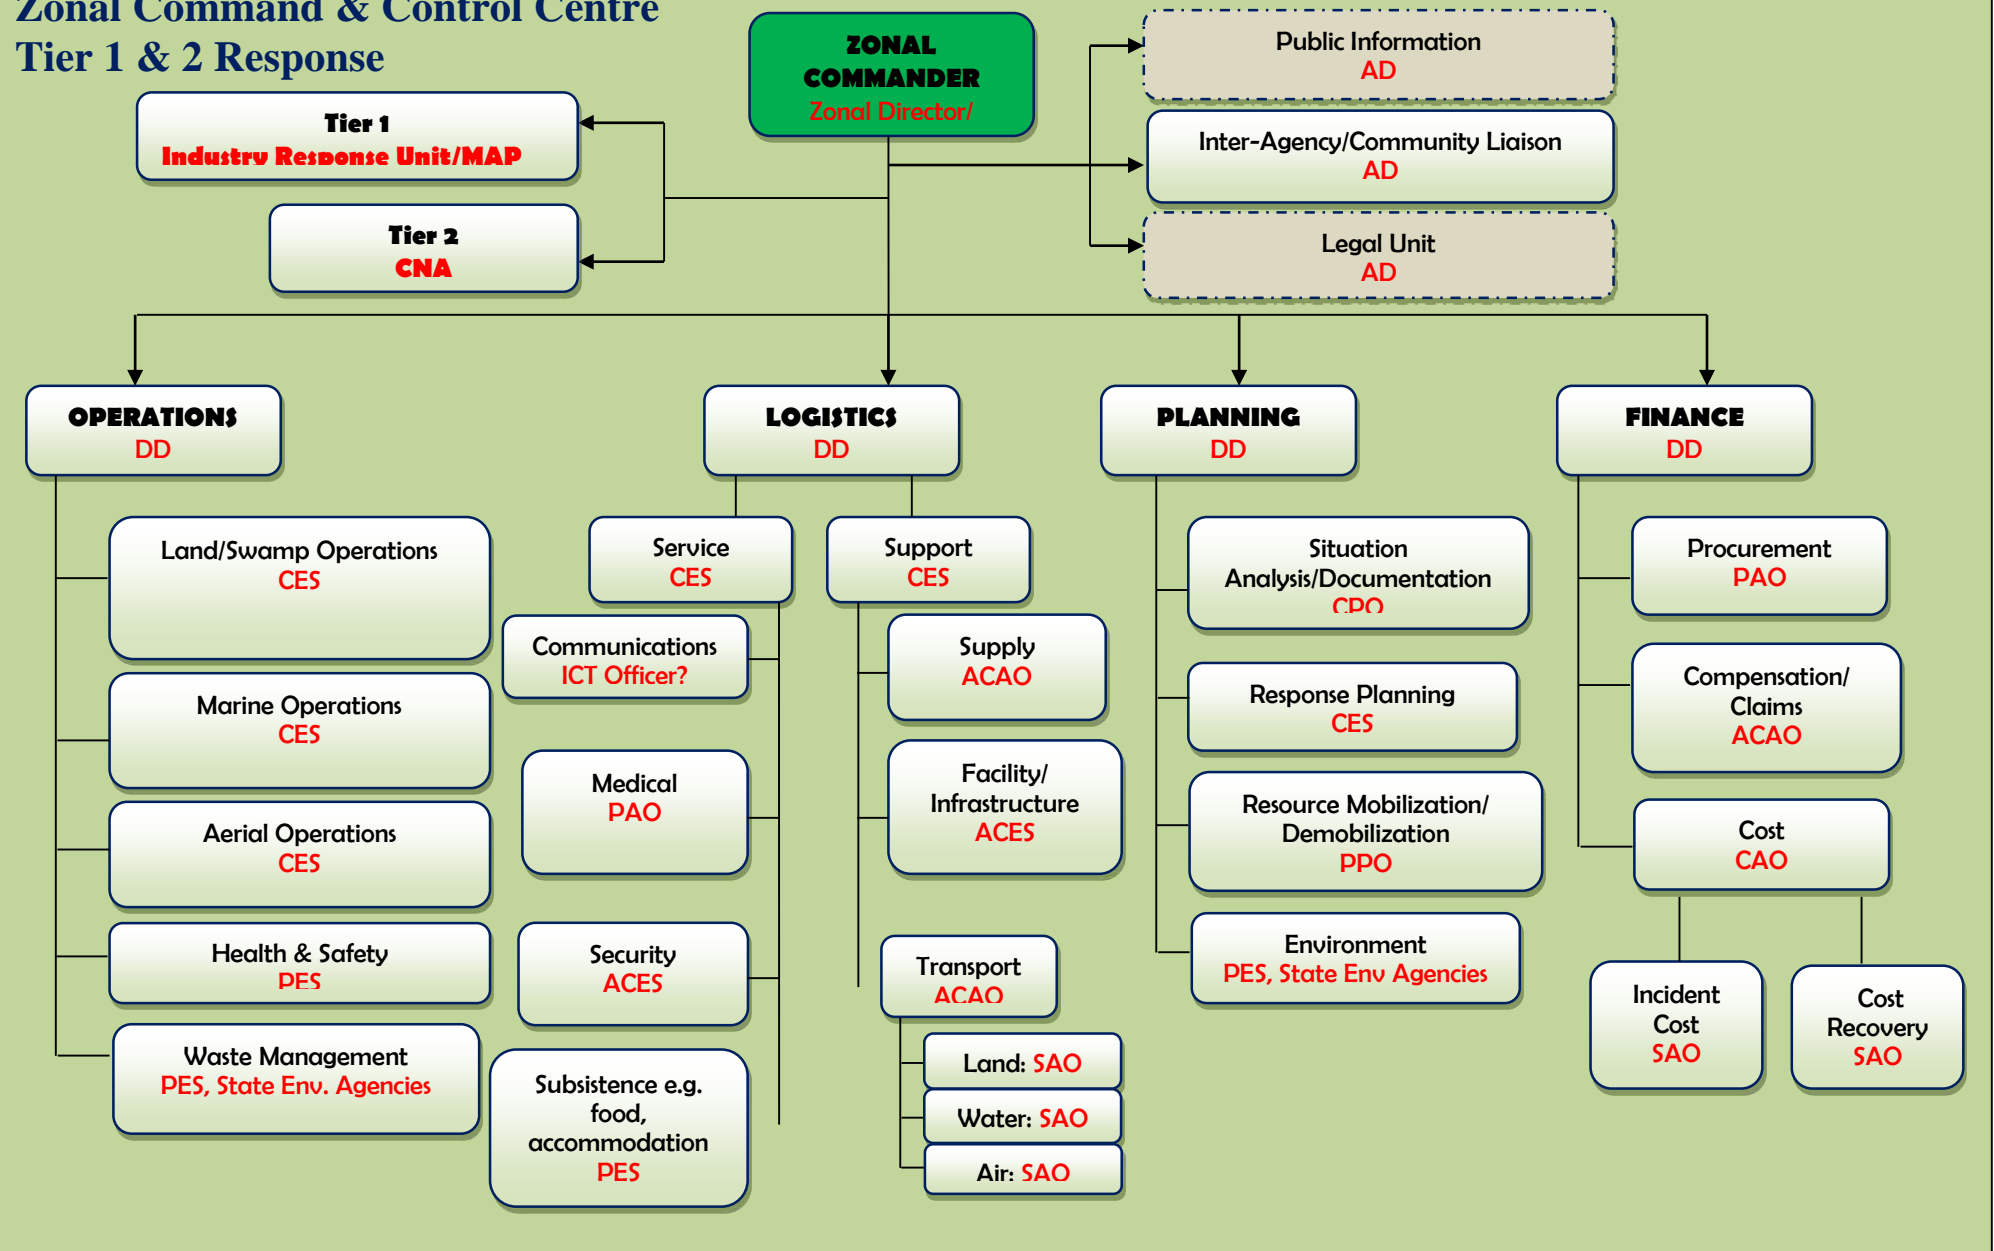 Zonal Command & Control Centre
Tier 1 & 2 Response
ZONAL
COMMANDER
Zonal Director/
Public Information
AD
Tier 1
Industry Response Unit/MAP
Inter-Agency/Community Liaison
AD
Tier 2
CNA
Legal Unit
AD
OPERATIONS
DD
LOGISTICS
DD
PLANNING
DD
FINANCE
DD
Land/Swamp Operations
CES
Marine Operations
CES
Aerial Operations
CES
Health & Safety
PES
Waste Management
PES, State Env. Agencies
Service
CES
Communications
ICT Officer?
Medical
PAO
Security
ACES
Subsistence e.g.
food,
accommodation
PES
Support
CES
Supply
ACAO
Facility/
Infrastructure
ACES
Transport
ACAO
Land: SAO
Water: SAO
Air: SAO
Situation
Analysis/Documentation
CPO
Response Planning
CES
Resource Mobilization/
Demobilization
PPO
Environment
PES, State Env Agencies
Procurement
PAO
Compensation/
Claims
ACAO
Cost
CAO
Incident
Cost
SAO
Cost
Recovery
SAO